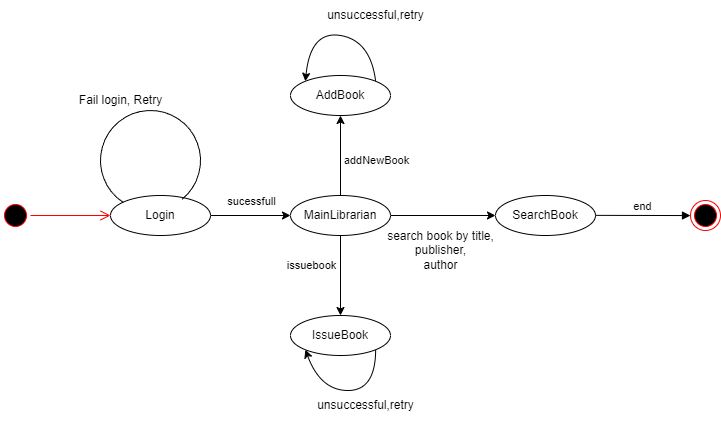 unsuccessful,retry
AddBook
Fail login, Retry
addNewBook
sucessfull
Login
MainLibrarian
SearchBook
end
search book by title,
publisher,
author
issuebook
IssueBook
unsuccessful,retry